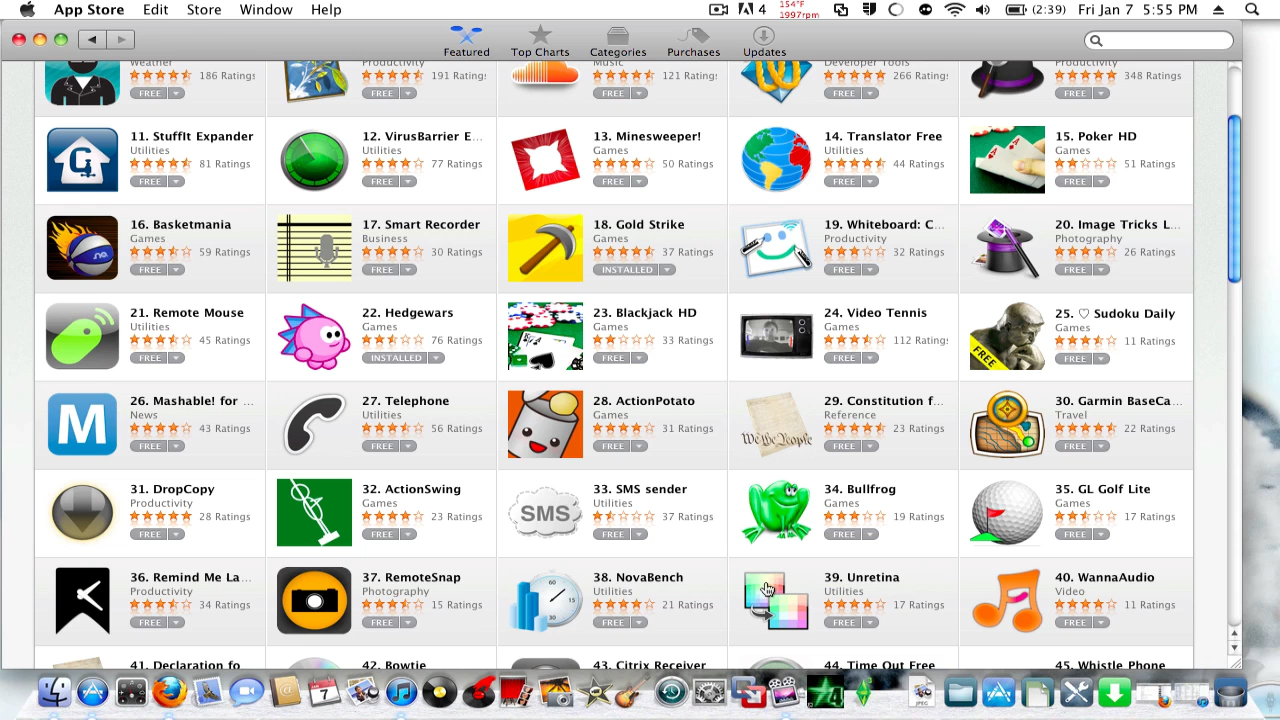 App Store Edit Store Window Help 4 154°F 1997rpm (2:39) Fri Jan 7 5:55 PM
Featured Top Charts Categories Purchases Updates
Weather Productivity Music Developer Tools Productivity
186 Ratings 191 Ratings 121 Ratings 266 Ratings 348 Ratings
FREE FREE FREE FREE FREE
11. StuffIt Expander 12. VirusBarrier E... 13. Minesweeper! 14. Translator Free 15. Poker HD
Utilities Utilities Games Utilities Games
81 Ratings 77 Ratings 50 Ratings 44 Ratings 51 Ratings
FREE FREE FREE FREE FREE
16. Basketmania 17. Smart Recorder 18. Gold Strike 19. Whiteboard: C... 20. Image Tricks L...
Games Business Games Productivity Photography
59 Ratings 30 Ratings 37 Ratings 32 Ratings 26 Ratings
FREE FREE INSTALLED FREE FREE
21. Remote Mouse 22. Hedgewars 23. Blackjack HD 24. Video Tennis 25. ♡ Sudoku Daily
Utilities Games Games Games Games
45 Ratings 76 Ratings 33 Ratings 112 Ratings 11 Ratings
FREE INSTALLED FREE FREE FREE FREE
26. Mashable! for ... 27. Telephone 28. ActionPotato 29. Constitution f... 30. Garmin BaseCa...
News Utilities Games Reference Travel
M We the People
43 Ratings 56 Ratings 31 Ratings 23 Ratings 22 Ratings
FREE FREE FREE FREE FREE
31. DropCopy 32. ActionSwing 33. SMS sender 34. Bullfrog 35. GL Golf Lite
Productivity Games Utilities Games Games
SMS
28 Ratings 23 Ratings 37 Ratings 19 Ratings 17 Ratings
FREE FREE FREE FREE FREE
36. Remind Me La... 37. RemoteSnap 38. NovaBench 39. Unretina 40. WannaAudio
Productivity Photography Utilities Utilities Video
60 15 30
34 Ratings 15 Ratings 21 Ratings 17 Ratings 11 Ratings
FREE FREE FREE FREE FREE
41. Declaration fo 42. Bowtie 43. Citrix Receiver 44. Time Out Free 45. Whistle Phone
7 JPEG